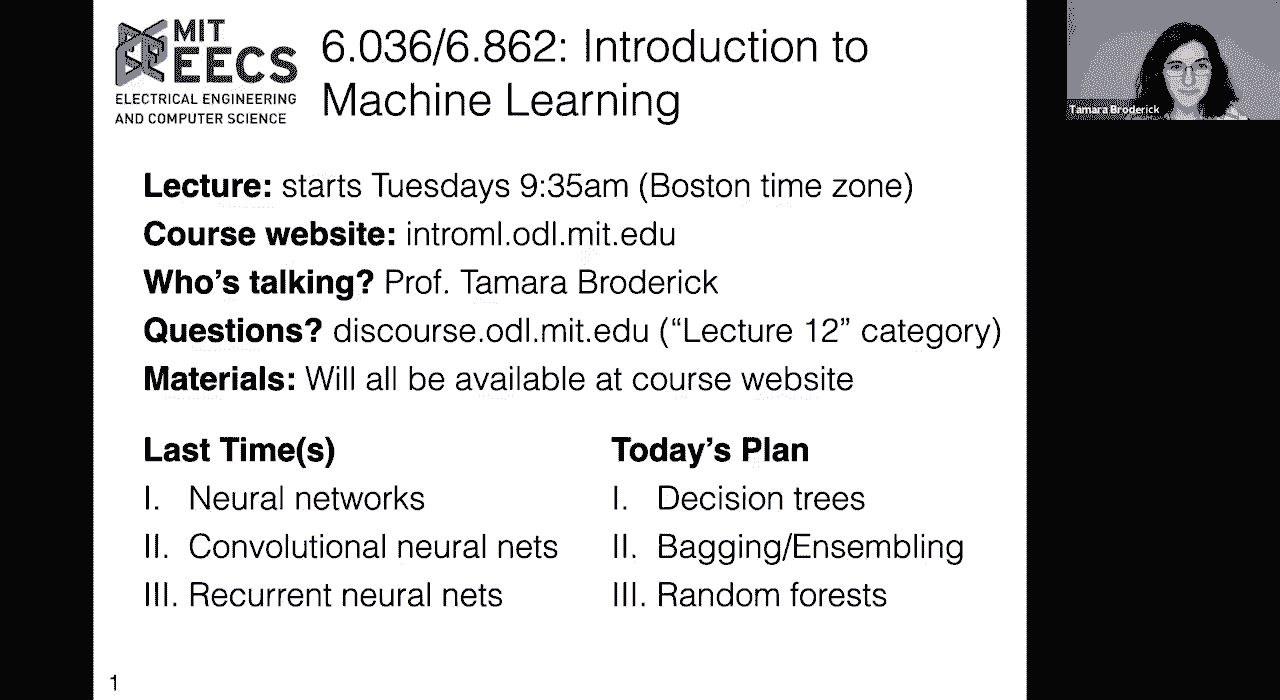 MIT
EECS
ELECTRICAL ENGINEERING
AND COMPUTER SCIENCE
6.036/6.862: Introduction to
Machine Learning
Tamara Broderick
Lecture: starts Tuesdays 9:35am (Boston time zone)
Course website: introml.odl.mit.edu
Who's talking? Prof. Tamara Broderick
Questions? discourse.odl.mit.edu (“Lecture 12” category)
Materials: Will all be available at course website
Last Time(s)
I. Neural networks
II. Convolutional neural nets
III. Recurrent neural nets
Today's Plan
I. Decision trees
II. Bagging/Ensembling
III. Random forests
1